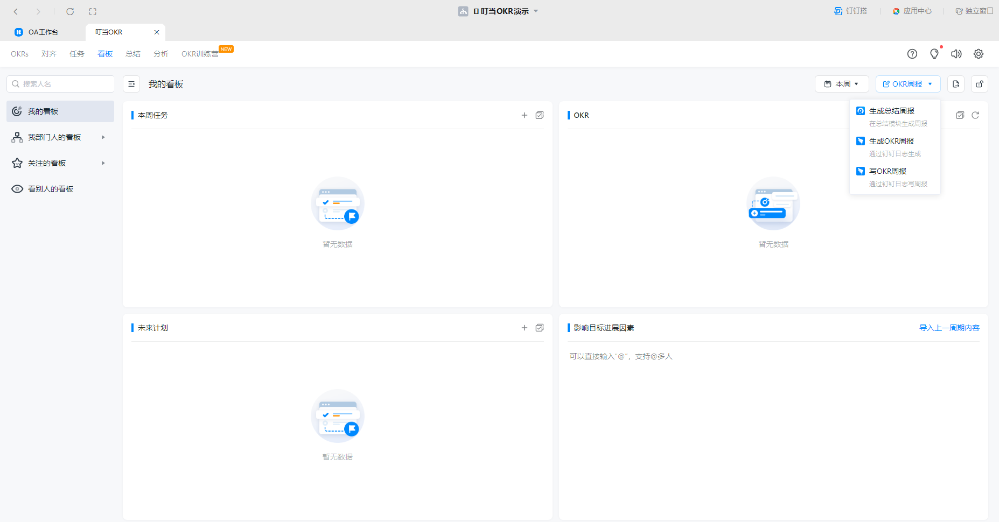 叮当OKR演示
钉钉搭
应用中心
独立窗口
OA工作台
叮当OKR
OKRs
对齐
任务
看板
总结
分析
OKR训练营
NEW
搜索人名
我的看板
本周
OKR周报
我的看板
我部门人的看板
关注的看板
看别人的看板
本周任务
暂无数据
OKR
暂无数据
生成总结周报
在总结模块生成周报
生成OKR周报
通过钉钉日志生成
写OKR周报
通过钉钉日志写周报
未来计划
暂无数据
影响目标进展因素
导入上一周期内容
可以直接输入“@”，支持@多人